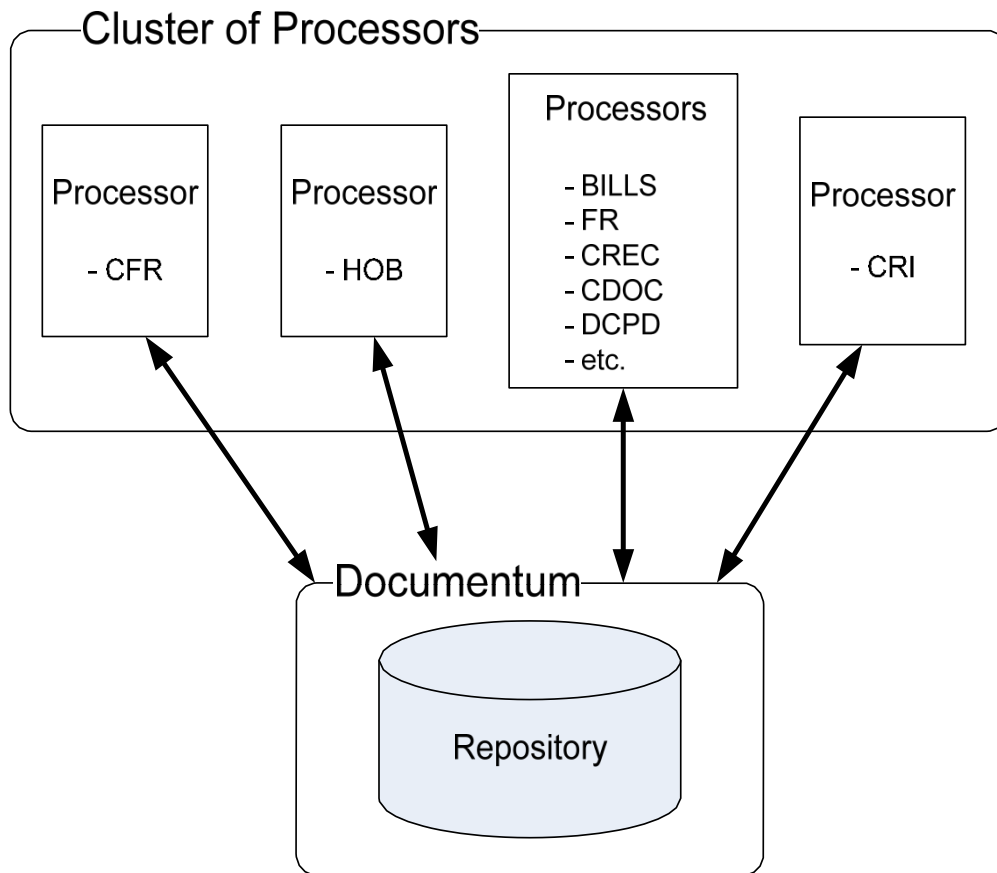 Cluster of Processors
Processor
- CFR
Processor
- HOB
Processors
- BILLS
- FR
- CREC
- CDOC
- DCPD
- etc.
Processor
- CRI
Documentum
Repository